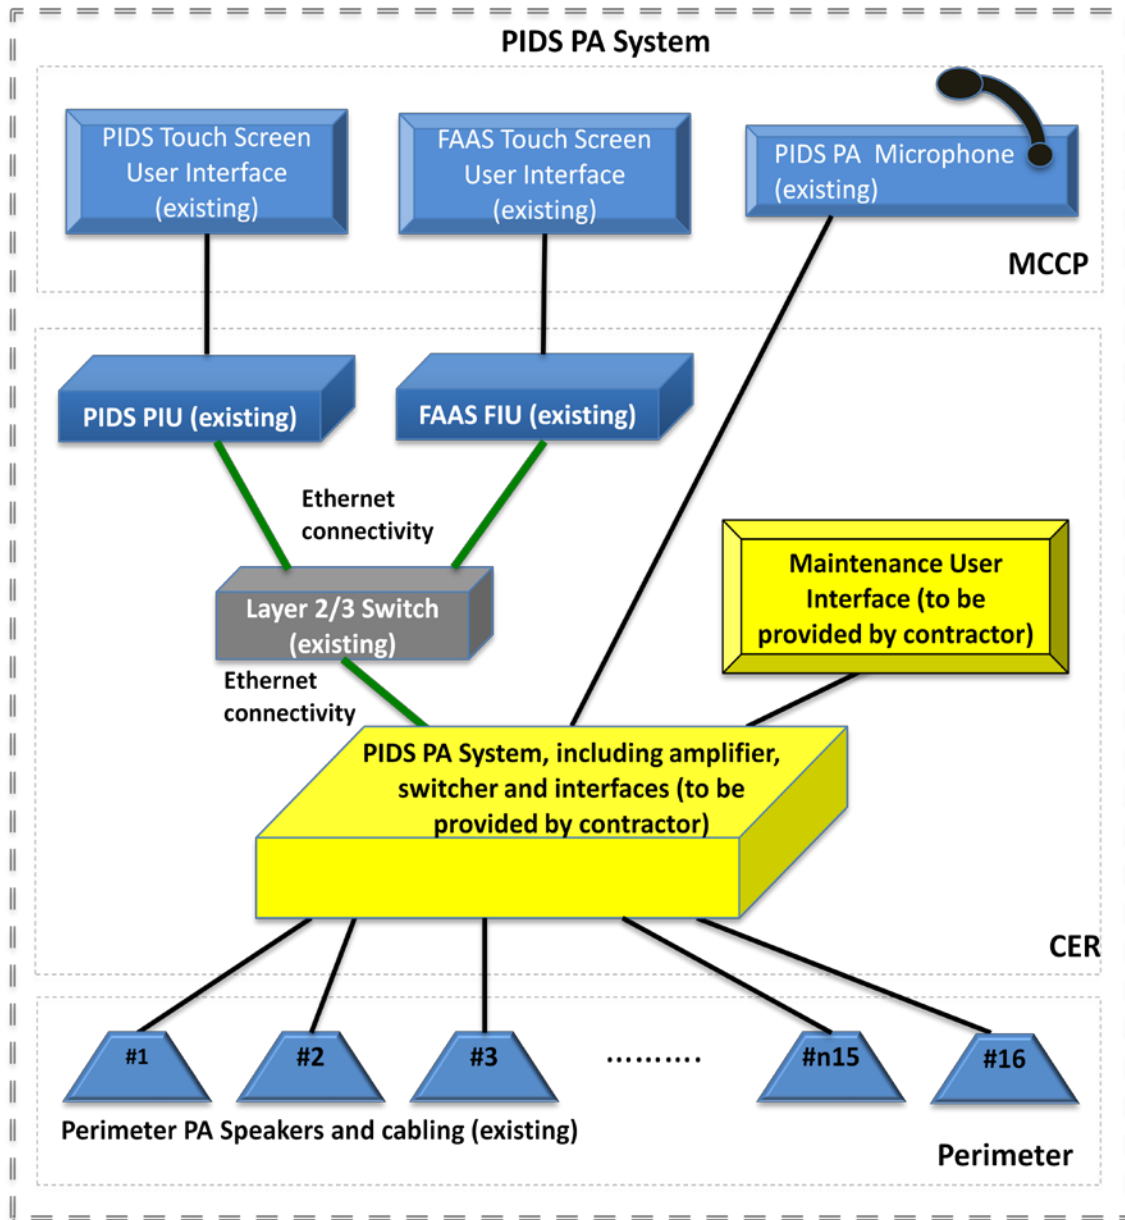 PIDS PA System
PIDS Touch Screen
User Interface
(existing)
FAAS Touch Screen
User Interface
(existing)
PIDS PA Microphone
(existing)
MCCP
PIDS PIU (existing)
FAAS FIU (existing)
Ethernet
connectivity
Maintenance User
Interface (to be
provided by contractor)
Layer 2/3 Switch
(existing)
Ethernet
connectivity
PIDS PA System, including amplifier,
switcher and interfaces (to be
provided by contractor)
CER
#1
#2
#3
..........
#n15
#16
Perimeter PA Speakers and cabling (existing)
Perimeter